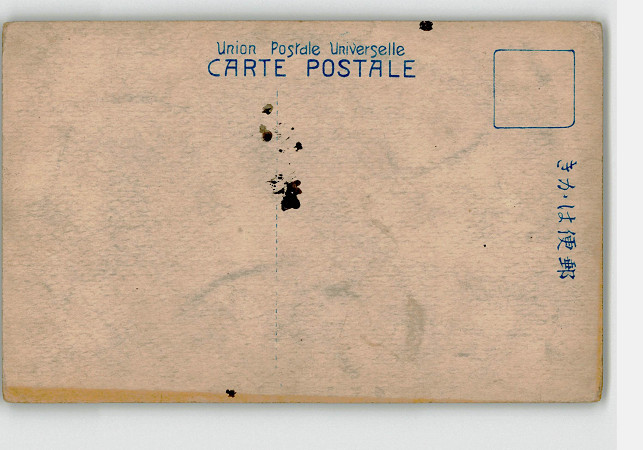 Union Postale Universelle
CARTE POSTALE
郵便はがき